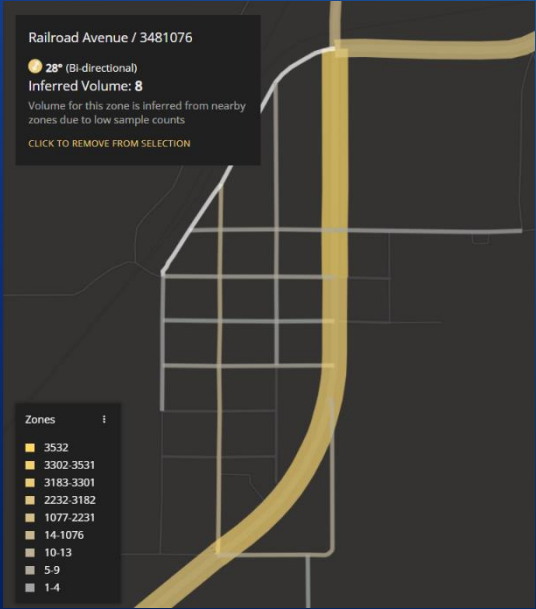 Railroad Avenue / 3481076
28° (Bi-directional)
Inferred Volume: 8
Volume for this zone is inferred from nearby
zones due to low sample counts
CLICK TO REMOVE FROM SELECTION
Zones
3532
3302-3531
3183-3301
2232-3182
1077-2231
14-1076
10-13
5-9
1-4